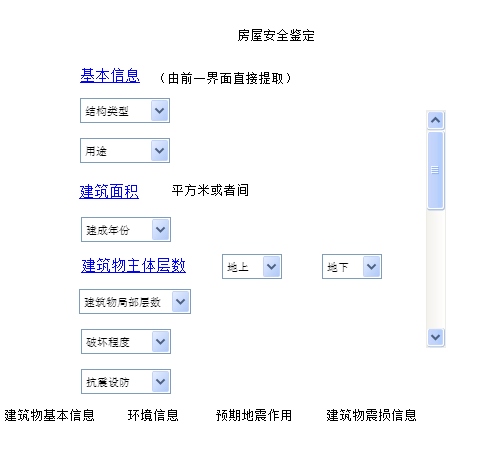 房屋安全鉴定
基本信息 （由前一界面直接提取）
结构类型
用途
建筑面积 平方米或者间
建成年份
建筑物主体层数 地上 地下
建筑物局部层数
破坏程度
抗震设防
建筑物基本信息 环境信息 预期地震作用 建筑物震损信息